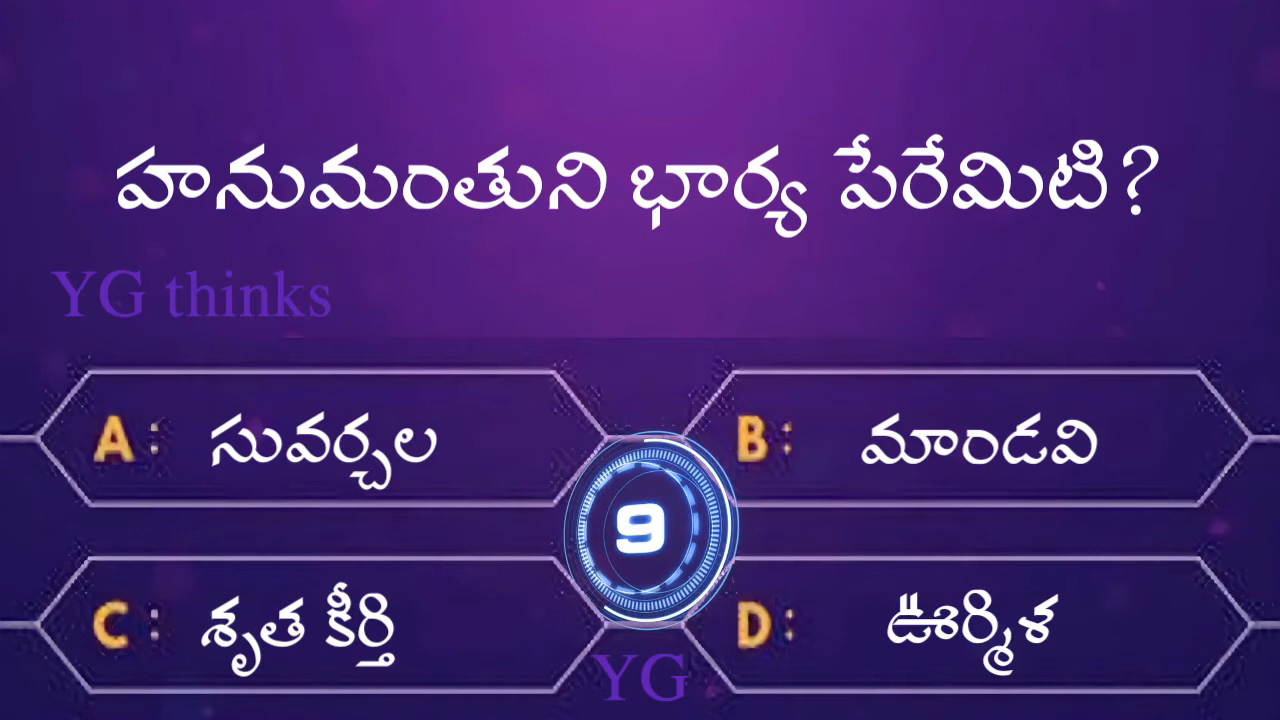 హనుమంతుని భార్య పేరేమిటి?
YG thinks
A: సువర్చల
B: మాండవి
9
C: శృత కీర్తి
D: ఊర్మిళ
YG